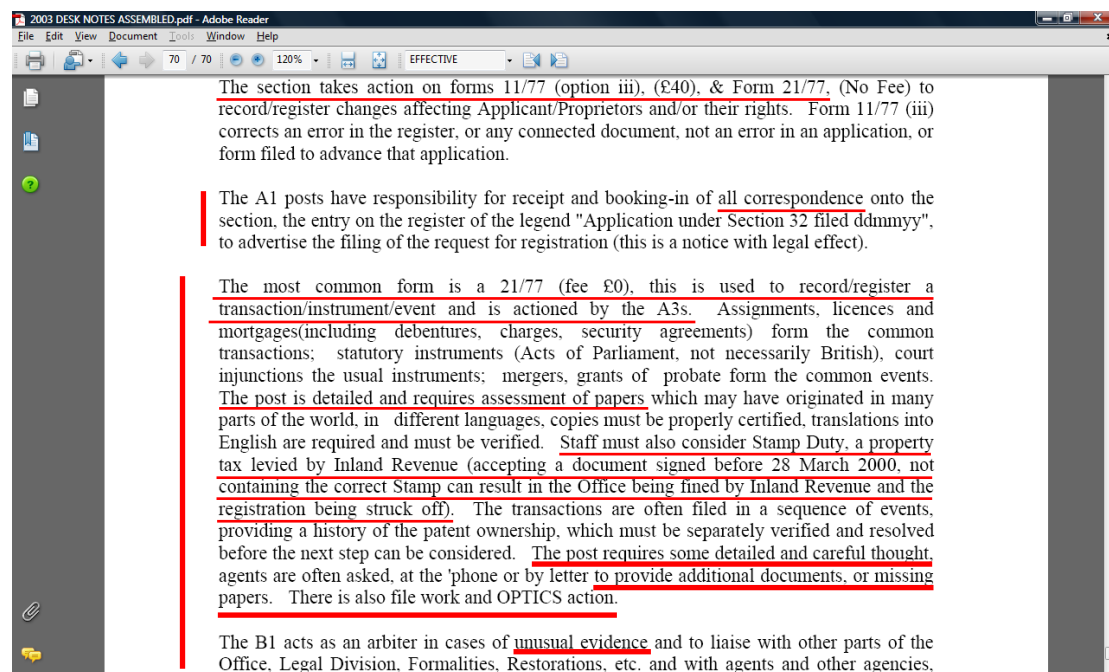 2003 DESK NOTES ASSEMBLED.pdf - Adobe Reader
File Edit View Document Tools Window Help
70 / 70 120% EFFECTIVE
The section takes action on forms 11/77 (option iii), (£40), & Form 21/77, (No Fee) to
record/register changes affecting Applicant/Proprietors and/or their rights. Form 11/77 (iii)
corrects an error in the register, or any connected document, not an error in an application, or
form filed to advance that application.
The A1 posts have responsibility for receipt and booking-in of all correspondence onto the
section, the entry on the register of the legend "Application under Section 32 filed ddmmyy",
to advertise the filing of the request for registration (this is a notice with legal effect).
The most common form is a 21/77 (fee £0), this is used to record/register a
transaction/instrument/event and is actioned by the A3s. Assignments, licences and
mortgages(including debentures, charges, security agreements) form the common
transactions; statutory instruments (Acts of Parliament, not necessarily British), court
injunctions the usual instruments; mergers, grants of probate form the common events.
The post is detailed and requires assessment of papers which may have originated in many
parts of the world, in different languages, copies must be properly certified, translations into
English are required and must be verified. Staff must also consider Stamp Duty, a property
tax levied by Inland Revenue (accepting a document signed before 28 March 2000, not
containing the correct Stamp can result in the Office being fined by Inland Revenue and the
registration being struck off). The transactions are often filed in a sequence of events,
providing a history of the patent ownership, which must be separately verified and resolved
before the next step can be considered. The post requires some detailed and careful thought,
agents are often asked, at the 'phone or by letter to provide additional documents, or missing
papers. There is also file work and OPTICS action.
The B1 acts as an arbiter in cases of unusual evidence and to liaise with other parts of the
Office, Legal Division, Formalities, Restorations, etc. and with agents and other agencies,